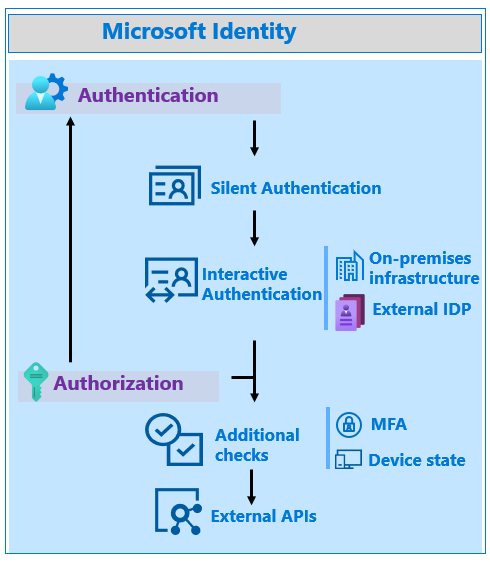 Microsoft Identity
Authentication
Silent Authentication
Interactive
Authentication
On-premises
infrastructure
External IDP
Authorization
Additional
checks
MFA
Device state
External APIs